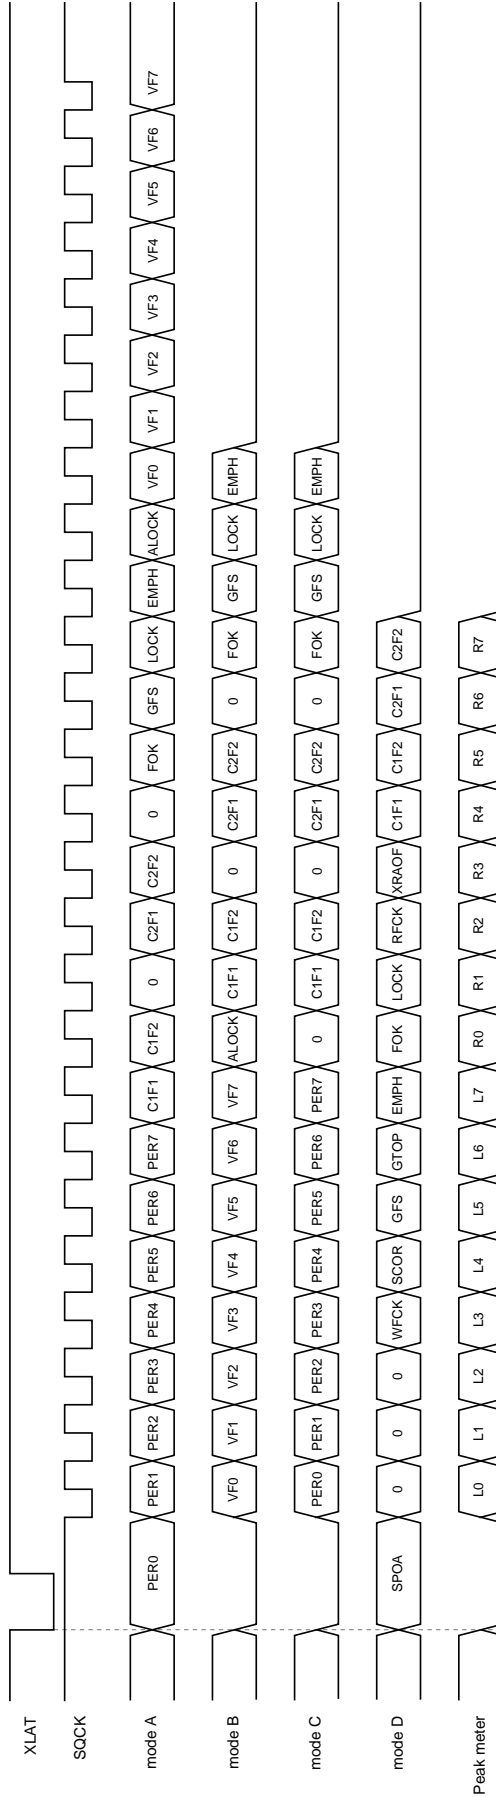 XLAT
SQCK
mode A PER0 PER1 PER2 PER3 PER4 PER5 PER6 PER7 C1F1 C1F2 0 C2F1 C2F2 0 FOK GFS LOCK EMPH ALOCK VF0 VF1 VF2 VF3 VF4 VF5 VF6 VF7
mode B VF0 VF1 VF2 VF3 VF4 VF5 VF6 VF7 ALOCK C1F1 C1F2 0 C2F1 C2F2 0 FOK GFS LOCK EMPH
mode C PER0 PER1 PER2 PER3 PER4 PER5 PER6 PER7 0 C1F1 C1F2 0 C2F1 C2F2 0 FOK GFS LOCK EMPH
mode D SPOA 0 0 0 WFCK SCOR GFS GTOP EMPH FOK LOCK RFCK XRAOF C1F1 C1F2 C2F1 C2F2
Peak meter L0 L1 L2 L3 L4 L5 L6 L7 R0 R1 R2 R3 R4 R5 R6 R7